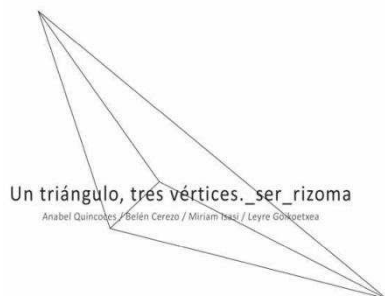 Un triángulo, tres vértices._ser_rizoma
Anabel Quincoces / Belén Cerezo / Miriam Isasi / Leyre Goikoetxea